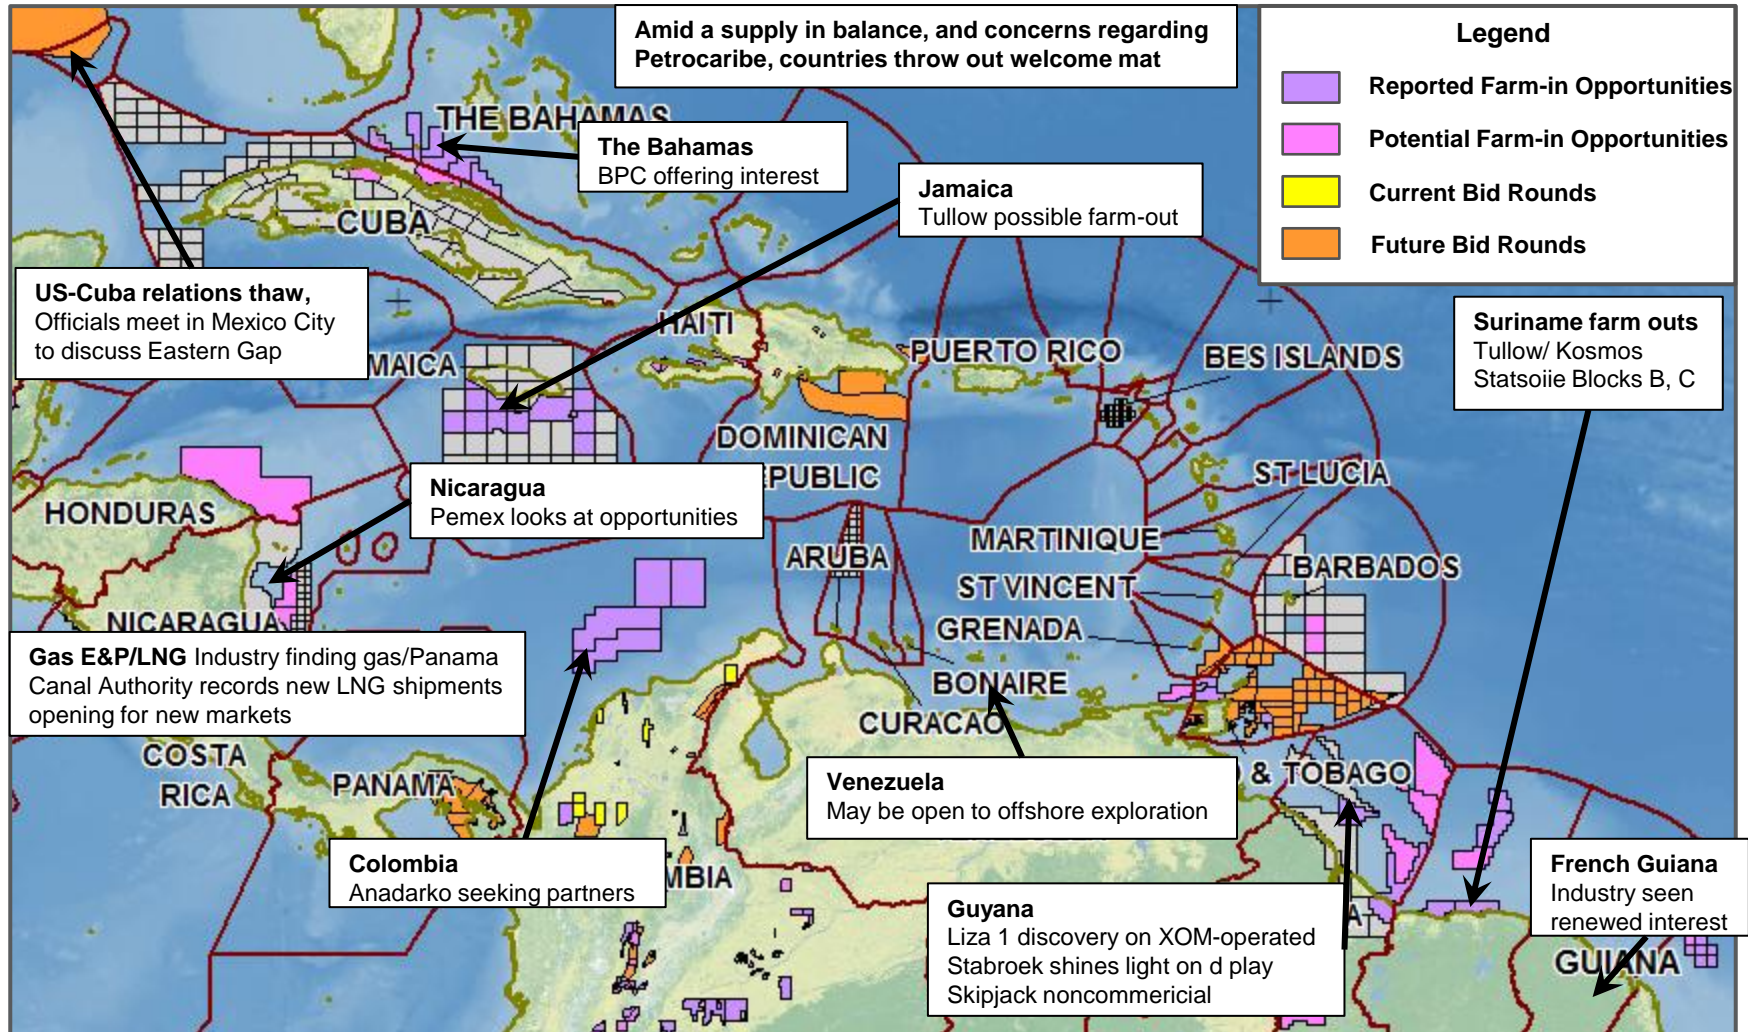 Amid a supply in balance, and concerns regarding
Petrocaribe, countries throw out welcome mat
Legend
Reported Farm-in Opportunities
Potential Farm-in Opportunities
Current Bid Rounds
Future Bid Rounds
THE BAHAMAS
The Bahamas
BPC offering interest
Jamaica
Tullow possible farm-out
CUBA
US-Cuba relations thaw,
Officials meet in Mexico City
to discuss Eastern Gap
Suriname farm outs
Tullow/ Kosmos
Statsoiie Blocks B, C
HAITI
MAICA
PUERTO RICO
BES ISLANDS
DOMINICAN
EPUBLIC
ST LUCIA
Nicaragua
Pemex looks at opportunities
HONDURAS
MARTINIQUE
ARUBA
BARBADOS
ST VINCENT
NICARAGUA
GRENADA
Gas E&P/LNG Industry finding gas/Panama
Canal Authority records new LNG shipments
opening for new markets
BONAIRE
CURACAO
COSTA
RICA
PANAMA
Venezuela
May be open to offshore exploration
O & TOBAGO
Colombia
Anadarko seeking partners
MBIA
Guyana
Liza 1 discovery on XOM-operated
Stabroek shines light on d play
Skipjack noncommericial
A
French Guiana
Industry seen
renewed interest
GUIANA